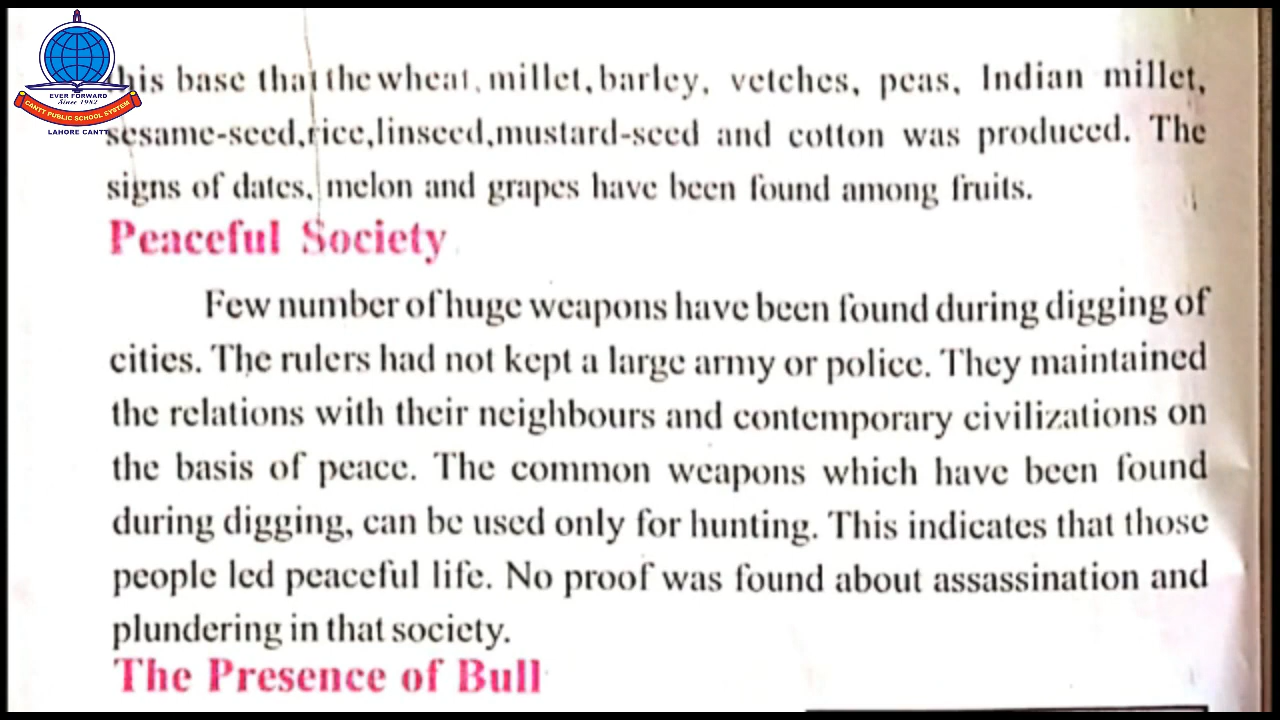 EVER FORWARD
Since 1982
CANTT PUBLIC SCHOOL SYSTEM
LAHORE CANTT
this base that the wheat, millet, barley, vetches, peas, Indian millet,
sesame-seed,rice,linseed,mustard-seed and cotton was produced. The
signs of dates, melon and grapes have been found among fruits.
Peaceful Society
Few number of huge weapons have been found during digging of
cities. The rulers had not kept a large army or police. They maintained
the relations with their neighbours and contemporary civilizations on
the basis of peace. The common weapons which have been found
during digging, can be used only for hunting. This indicates that those
people led peaceful life. No proof was found about assassination and
plundering in that society.
The Presence of Bull